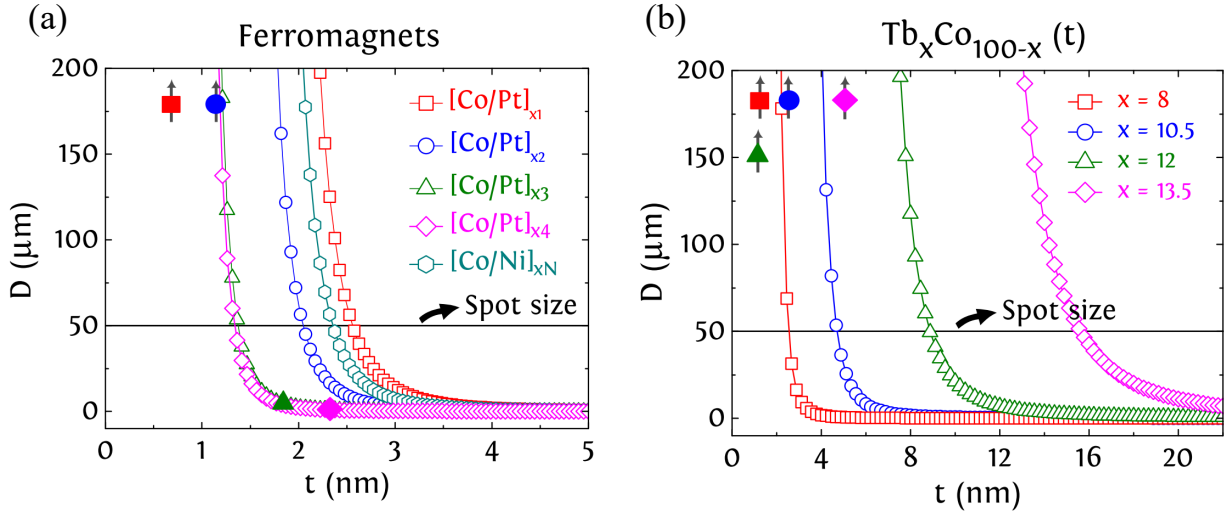 (a)
Ferromagnets
200
150
100
50
0
D (μm)
0 1 2 3 4 5
t (nm)
[Co/Pt]x1
[Co/Pt]x2
[Co/Pt]x3
[Co/Pt]x4
[Co/Ni]xN
Spot size
(b)
TbxCo100-x (t)
200
150
100
50
0
D (μm)
0 4 8 12 16 20
t (nm)
x = 8
x = 10.5
x = 12
x = 13.5
Spot size